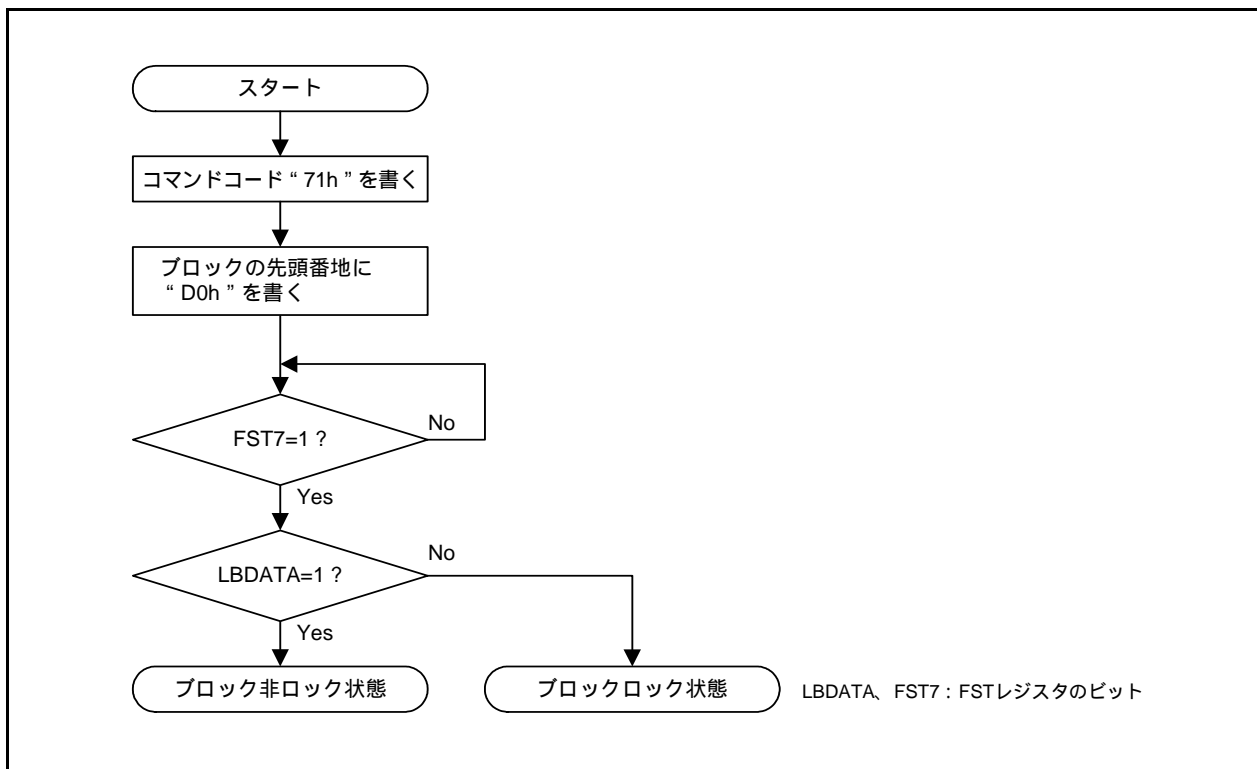 スタート
コマンドコード“ 71h ”を書く
ブロックの先頭番地に
“ D0h ”を書く
FST7=1 ?
No
Yes
LBDATA=1 ?
No
Yes
ブロック非ロック状態
ブロックロック状態
LBDATA、FST7 : FSTレジスタのビット